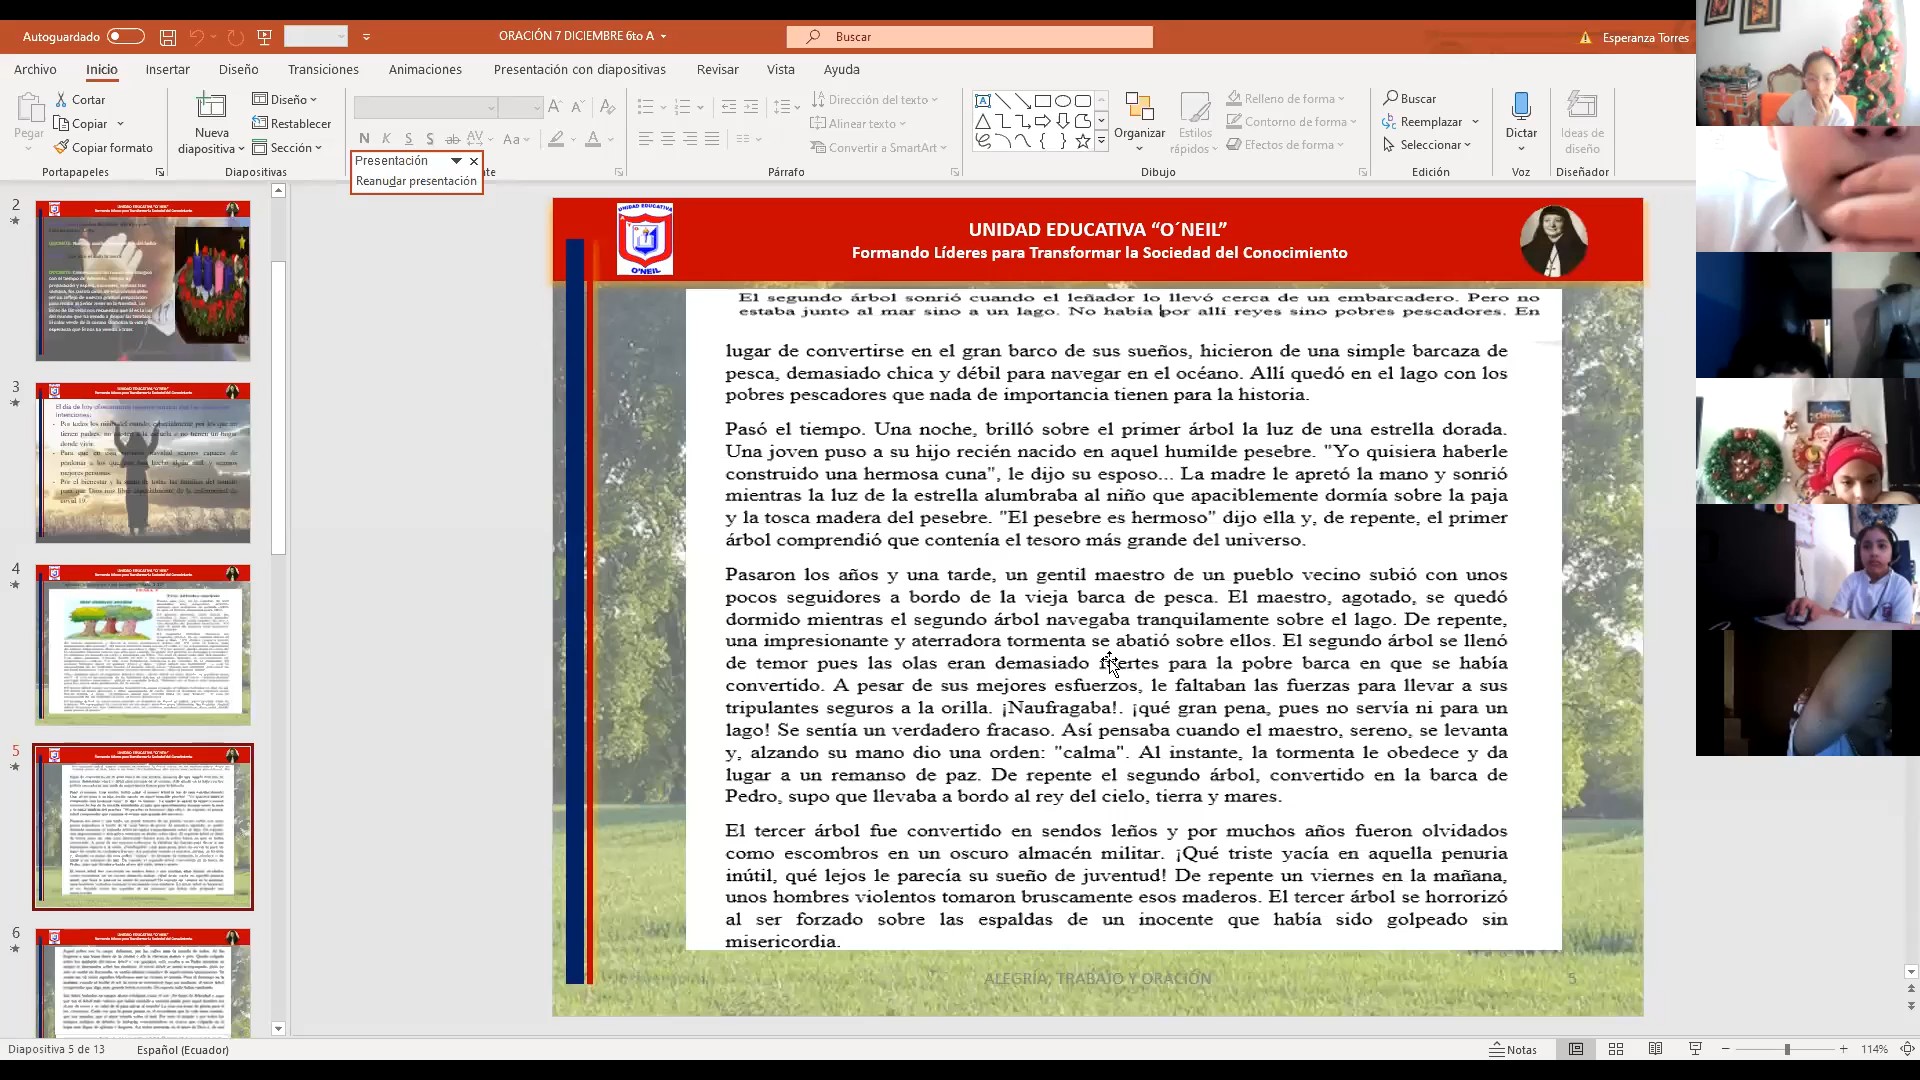 Autoguardado
ORACIÓN 7 DICIEMBRE 6to A
Buscar
Esperanza Torres
Archivo Inicio Insertar Diseño Transiciones Animaciones Presentación con diapositivas Revisar Vista Ayuda
Pegar
Cortar
Copiar
Copiar formato
Portapapeles
Nueva diapositiva
Diseño
Restablecer
Sección
Diapositivas
N K S S ab AV Aa A
Presentación
Reanudar presentación
Dirección del texto
Alinear texto
Convertir a SmartArt
Párrafo
Organizar
Estilos rápidos
Relleno de forma
Contorno de forma
Efectos de forma
Dibujo
Buscar
Reemplazar
Seleccionar
Edición
Dictar
Voz
Ideas de diseño
Diseñador
2
3
4
5
6
UNIDAD EDUCATIVA
O'NEIL
UNIDAD EDUCATIVA “O´NEIL”
Formando Líderes para Transformar la Sociedad del Conocimiento
El segundo árbol sonrió cuando el leñador lo llevó cerca de un embarcadero. Pero no
estaba junto al mar sino a un lago. No había por allí reyes sino pobres pescadores. En
lugar de convertirse en el gran barco de sus sueños, hicieron de una simple barcaza de
pesca, demasiado chica y débil para navegar en el océano. Allí quedó en el lago con los
pobres pescadores que nada de importancia tienen para la historia.
Pasó el tiempo. Una noche, brilló sobre el primer árbol la luz de una estrella dorada.
Una joven puso a su hijo recién nacido en aquel humilde pesebre. "Yo quisiera haberle
construido una hermosa cuna", le dijo su esposo... La madre le apretó la mano y sonrió
mientras la luz de la estrella alumbraba al niño que apaciblemente dormía sobre la paja
y la tosca madera del pesebre. "El pesebre es hermoso" dijo ella y, de repente, el primer
árbol comprendió que contenía el tesoro más grande del universo.
Pasaron los años y una tarde, un gentil maestro de un pueblo vecino subió con unos
pocos seguidores a bordo de la vieja barca de pesca. El maestro, agotado, se quedó
dormido mientras el segundo árbol navegaba tranquilamente sobre el lago. De repente,
una impresionante y aterradora tormenta se abatió sobre ellos. El segundo árbol se llenó
de temor pues las olas eran demasiado fuertes para la pobre barca en que se había
convertido. A pesar de sus mejores esfuerzos, le faltaban las fuerzas para llevar a sus
tripulantes seguros a la orilla. ¡Naufragaba!. ¡qué gran pena, pues no servía ni para un
lago! Se sentía un verdadero fracaso. Así pensaba cuando el maestro, sereno, se levanta
y, alzando su mano dio una orden: "calma". Al instante, la tormenta le obedece y da
lugar a un remanso de paz. De repente el segundo árbol, convertido en la barca de
Pedro, supo que llevaba a bordo al rey del cielo, tierra y mares.
El tercer árbol fue convertido en sendos leños y por muchos años fueron olvidados
como escombros en un oscuro almacén militar. ¡Qué triste yacía en aquella penuria
inútil, qué lejos le parecía su sueño de juventud! De repente un viernes en la mañana,
unos hombres violentos tomaron bruscamente esos maderos. El tercer árbol se horrorizó
al ser forzado sobre las espaldas de un inocente que había sido golpeado sin
misericordia.
ALEGRÍA, TRABAJO Y ORACIÓN
5
Diapositiva 5 de 13
Español (Ecuador)
Notas
114%